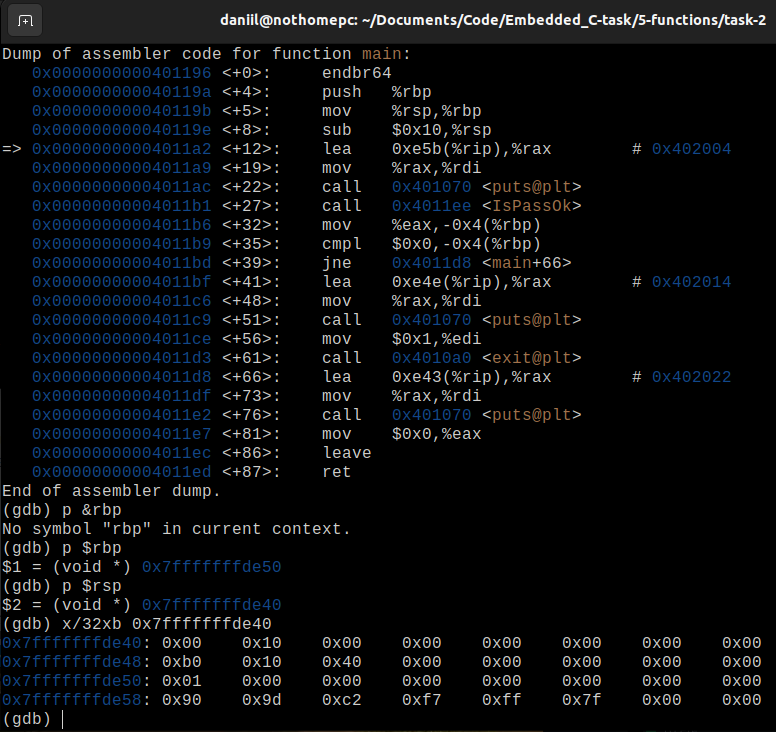 daniil@nothomepc: ~/Documents/Code/Embedded_C-task/5-functions/task-2
Dump of assembler code for function main:
   0x0000000000401196 <+0>:     endbr64
   0x000000000040119a <+4>:     push   %rbp
   0x000000000040119b <+5>:     mov    %rsp,%rbp
   0x000000000040119e <+8>:     sub    $0x10,%rsp
=> 0x00000000004011a2 <+12>:    lea    0xe5b(%rip),%rax        # 0x402004
   0x00000000004011a9 <+19>:    mov    %rax,%rdi
   0x00000000004011ac <+22>:    call   0x401070 <puts@plt>
   0x00000000004011b1 <+27>:    call   0x4011ee <IsPassOk>
   0x00000000004011b6 <+32>:    mov    %eax,-0x4(%rbp)
   0x00000000004011b9 <+35>:    cmpl   $0x0,-0x4(%rbp)
   0x00000000004011bd <+39>:    jne    0x4011d8 <main+66>
   0x00000000004011bf <+41>:    lea    0xe4e(%rip),%rax        # 0x402014
   0x00000000004011c6 <+48>:    mov    %rax,%rdi
   0x00000000004011c9 <+51>:    call   0x401070 <puts@plt>
   0x00000000004011ce <+56>:    mov    $0x1,%edi
   0x00000000004011d3 <+61>:    call   0x4010a0 <exit@plt>
   0x00000000004011d8 <+66>:    lea    0xe43(%rip),%rax        # 0x402022
   0x00000000004011df <+73>:    mov    %rax,%rdi
   0x00000000004011e2 <+76>:    call   0x401070 <puts@plt>
   0x00000000004011e7 <+81>:    mov    $0x0,%eax
   0x00000000004011ec <+86>:    leave
   0x00000000004011ed <+87>:    ret
End of assembler dump.
(gdb) p &rbp
No symbol "rbp" in current context.
(gdb) p $rbp
$1 = (void *) 0x7fffffffde50
(gdb) p $rsp
$2 = (void *) 0x7fffffffde40
(gdb) x/32xb 0x7fffffffde40
0x7fffffffde40: 0x00    0x10    0x00    0x00    0x00    0x00    0x00    0x00
0x7fffffffde48: 0xb0    0x10    0x40    0x00    0x00    0x00    0x00    0x00
0x7fffffffde50: 0x01    0x00    0x00    0x00    0x00    0x00    0x00    0x00
0x7fffffffde58: 0x90    0x9d    0xc2    0xf7    0xff    0x7f    0x00    0x00
(gdb)